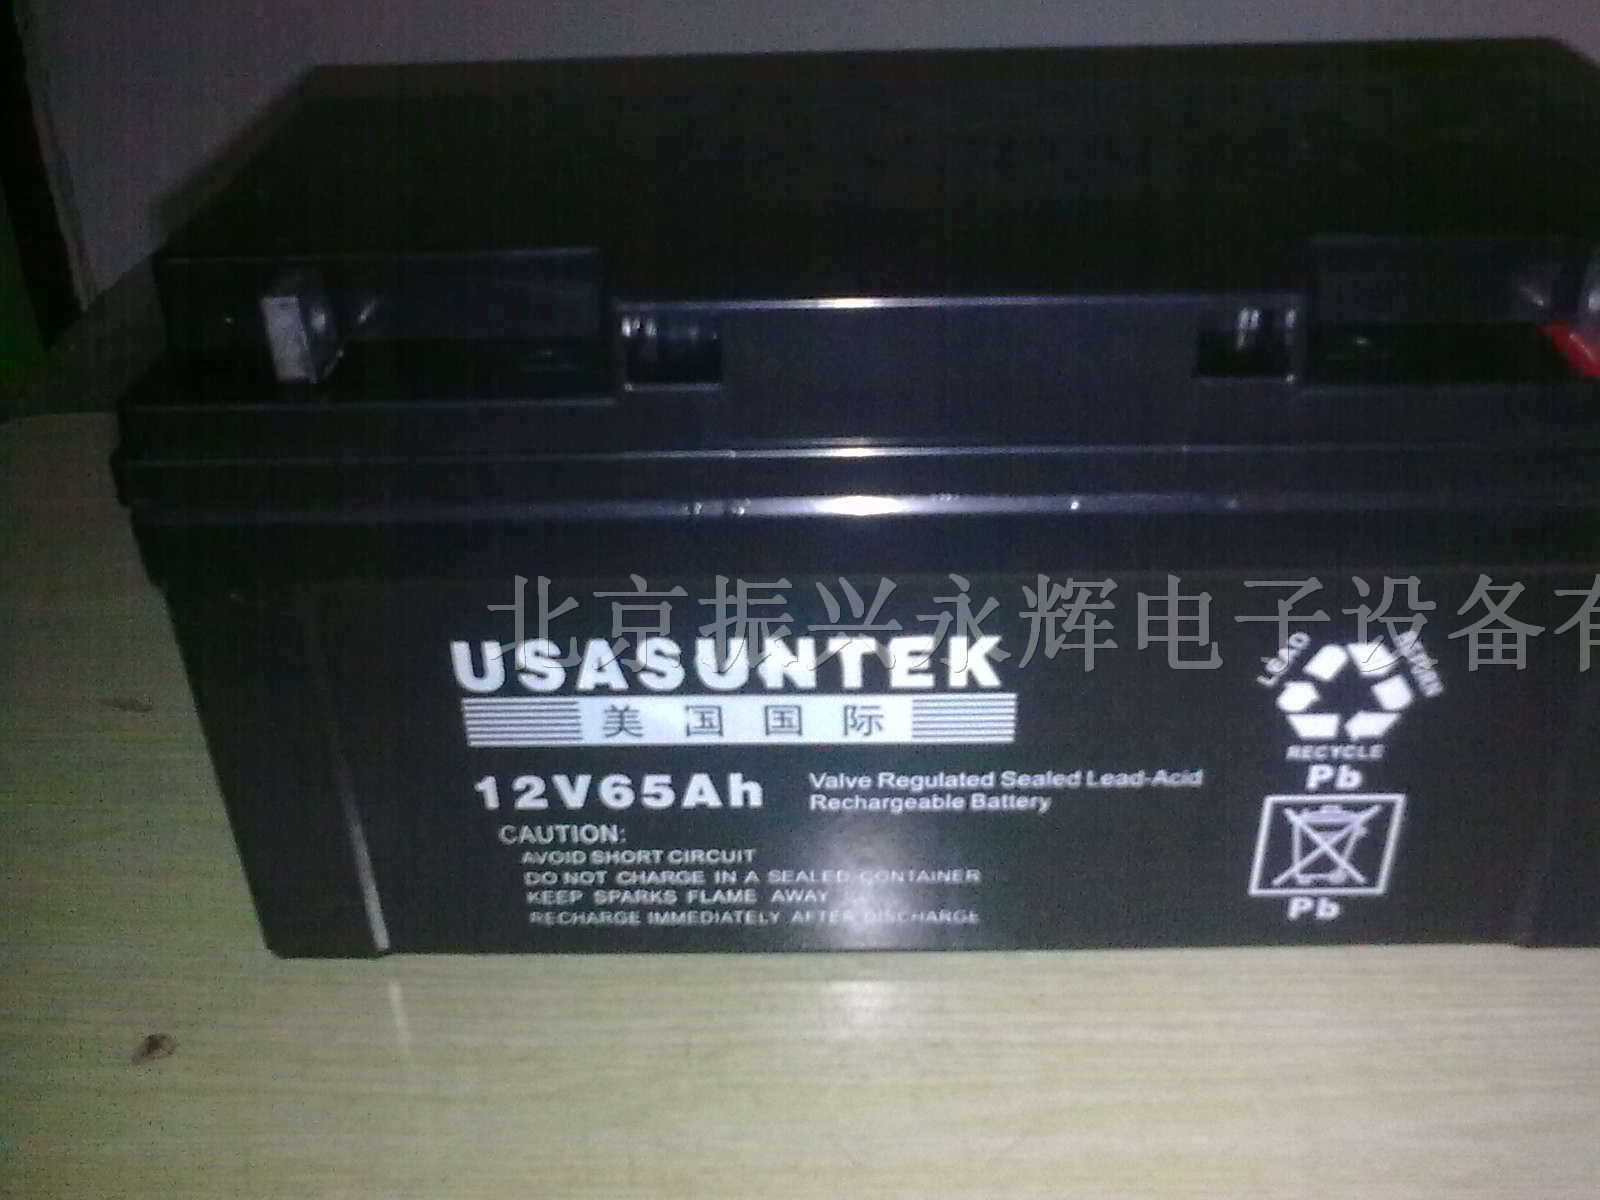 北京振兴永辉电子设备有
USASUNTEK
美国国际
12V65Ah
Valve Regulated Sealed Lead-Acid
Rechargeable Battery
CAUTION:
AVOID SHORT CIRCUIT
DO NOT CHARGE IN A SEALED CONTAINER
KEEP SPARKS FLAME AWAY
RECHARGE IMMEDIATELY AFTER DISCHARGE
LEAD RETURN
RECYCLE
Pb
Pb